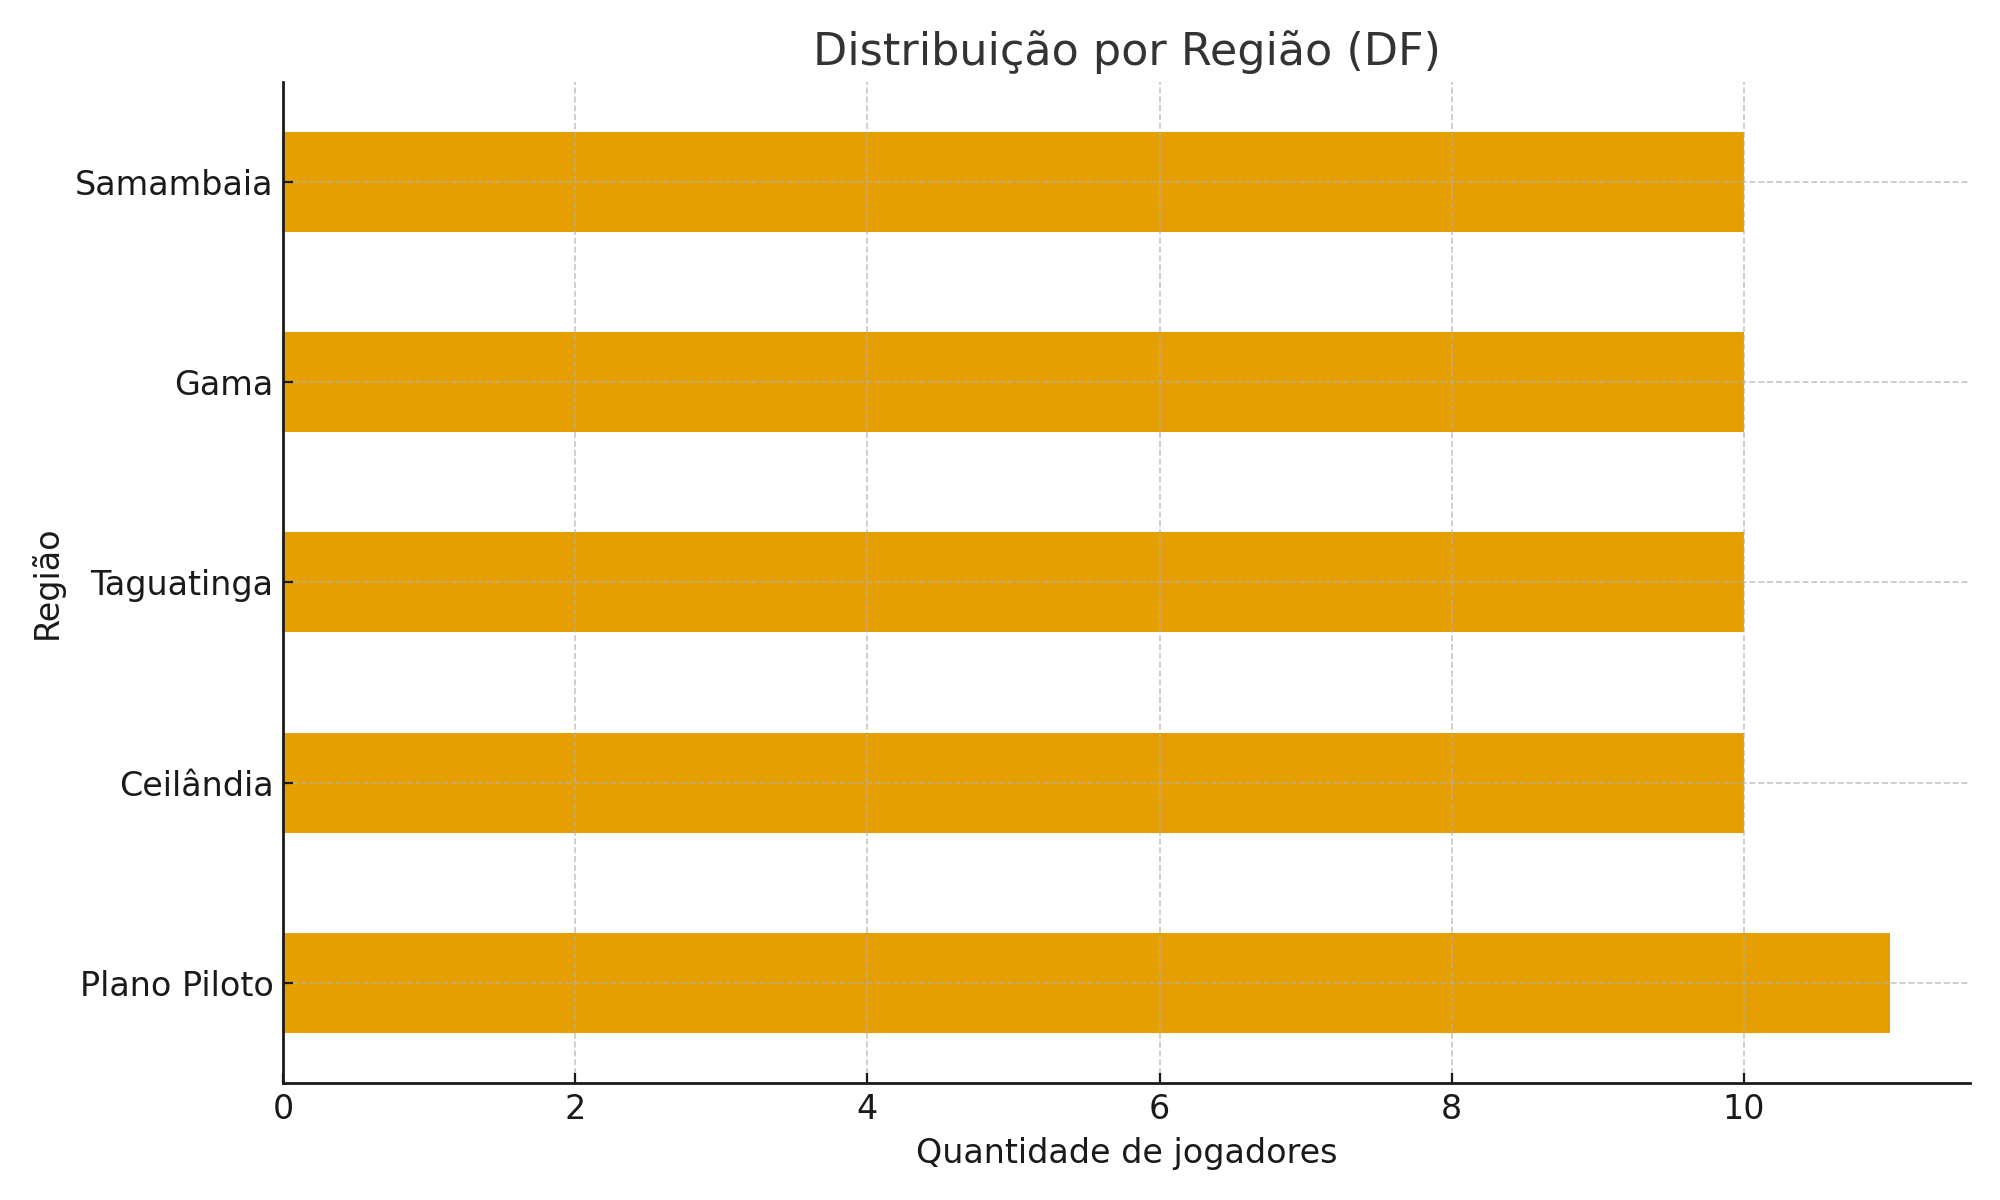 Distribuição por Região (DF)
Samambaia
Gama
Taguatinga
Ceilândia
Plano Piloto
Região
0 2 4 6 8 10
Quantidade de jogadores